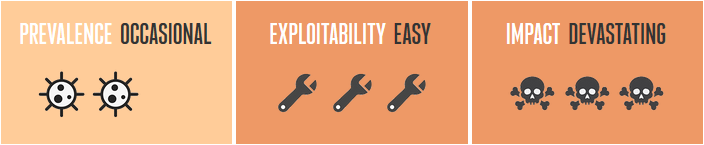 PREVALENCE OCCASIONAL
EXPLOITABILITY EASY
IMPACT DEVASTATING